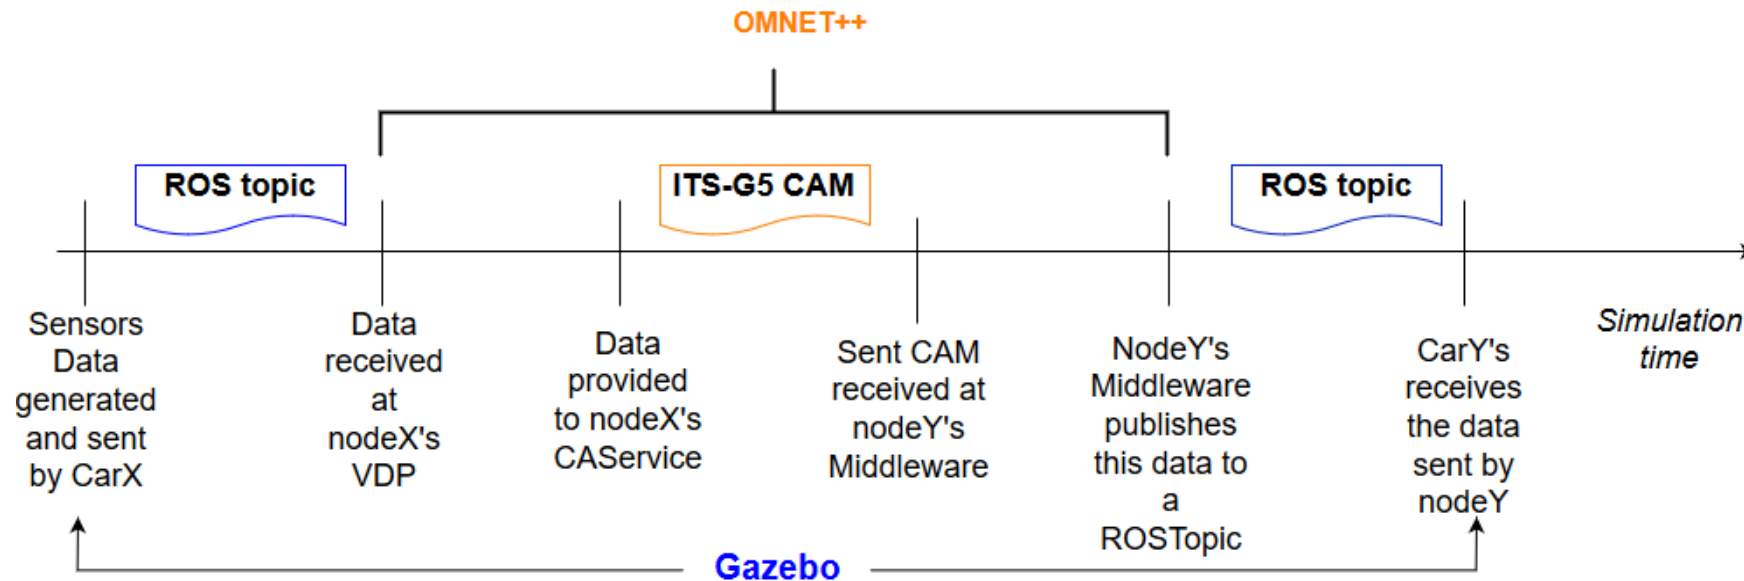 OMNET++
ROS topic
ITS-G5 CAM
ROS topic
Sensors
Data
generated
and sent
by CarX
Data
received
at
nodeX's
VDP
Data
provided
to nodeX's
CAService
Sent CAM
received at
nodeY's
Middleware
NodeY's
Middleware
publishes
this data to
a
ROSTopic
CarY's
receives
the data
sent by
nodeY
Simulation
time
Gazebo